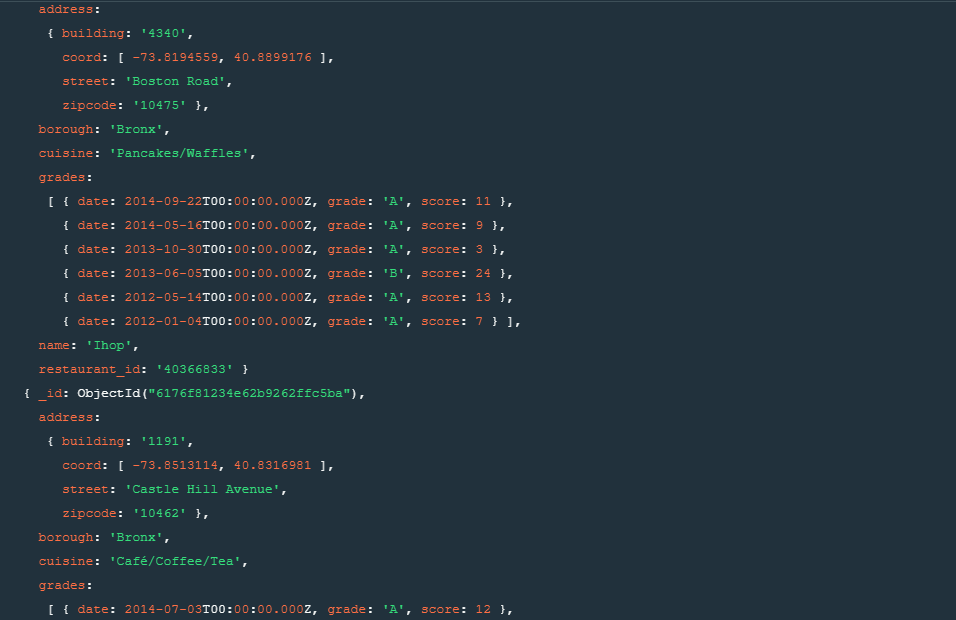 address:
{ building: '4340',
coord: [ -73.8194559, 40.8899176 ],
street: 'Boston Road',
zipcode: '10475' },
borough: 'Bronx',
cuisine: 'Pancakes/Waffles',
grades:
[ { date: 2014-09-22T00:00:00.000Z, grade: 'A', score: 11 },
{ date: 2014-05-16T00:00:00.000Z, grade: 'A', score: 9 },
{ date: 2013-10-30T00:00:00.000Z, grade: 'A', score: 3 },
{ date: 2013-06-05T00:00:00.000Z, grade: 'B', score: 24 },
{ date: 2012-05-14T00:00:00.000Z, grade: 'A', score: 13 },
{ date: 2012-01-04T00:00:00.000Z, grade: 'A', score: 7 } ],
name: 'Ihop',
restaurant_id: '40366833' }
{ _id: ObjectId("6176f81234e62b9262ffc5ba"),
address:
{ building: '1191',
coord: [ -73.8513114, 40.8316981 ],
street: 'Castle Hill Avenue',
zipcode: '10462' },
borough: 'Bronx',
cuisine: 'Café/Coffee/Tea',
grades:
[ { date: 2014-07-03T00:00:00.000Z, grade: 'A', score: 12 },